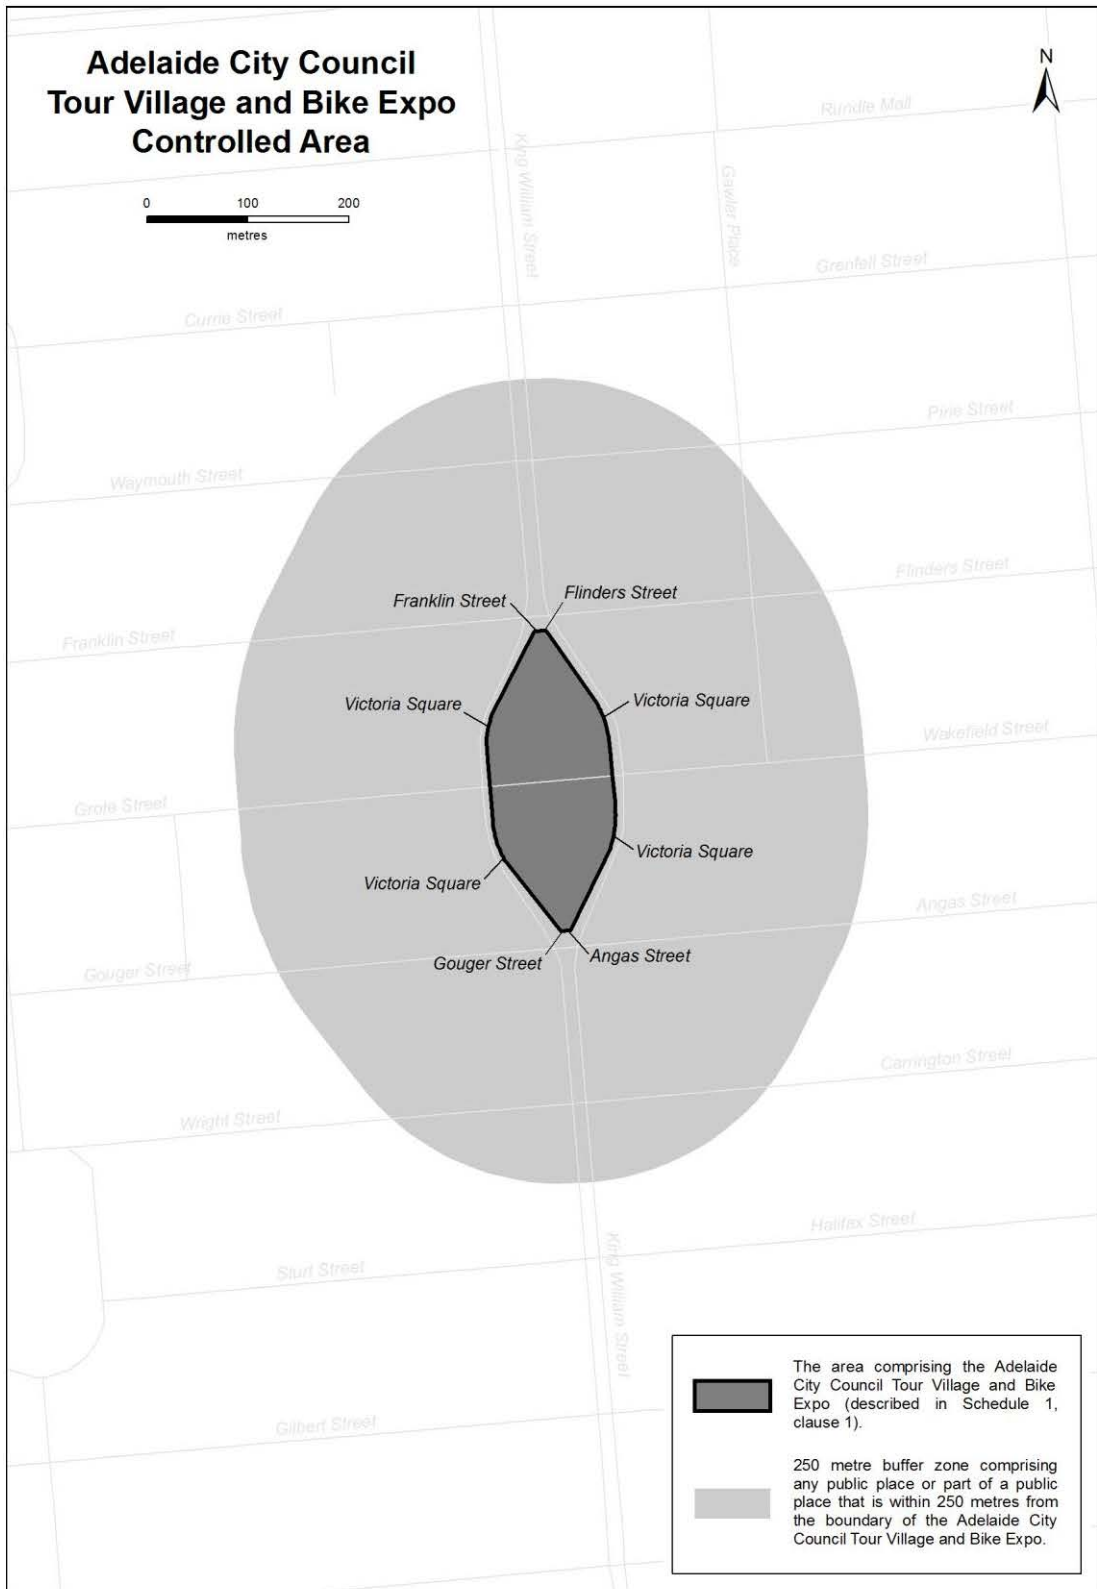 Adelaide City Council
Tour Village and Bike Expo
Controlled Area
N
0 100 200
metres
Rundle Mall
King William Street
Gawler Place
Grenfell Street
Currie Street
Pirie Street
Waymouth Street
Flinders Street
Franklin Street
Flinders Street
Franklin Street
Victoria Square
Victoria Square
Wakefield Street
Grote Street
Victoria Square
Victoria Square
Angas Street
Gouger Street
Angas Street
Gouger Street
Carrington Street
Wright Street
Halifax Street
Sturt Street
King William Street
Gilbert Street
The area comprising the Adelaide
City Council Tour Village and Bike
Expo (described in Schedule 1,
clause 1).
250 metre buffer zone comprising
any public place or part of a public
place that is within 250 metres from
the boundary of the Adelaide City
Council Tour Village and Bike Expo.